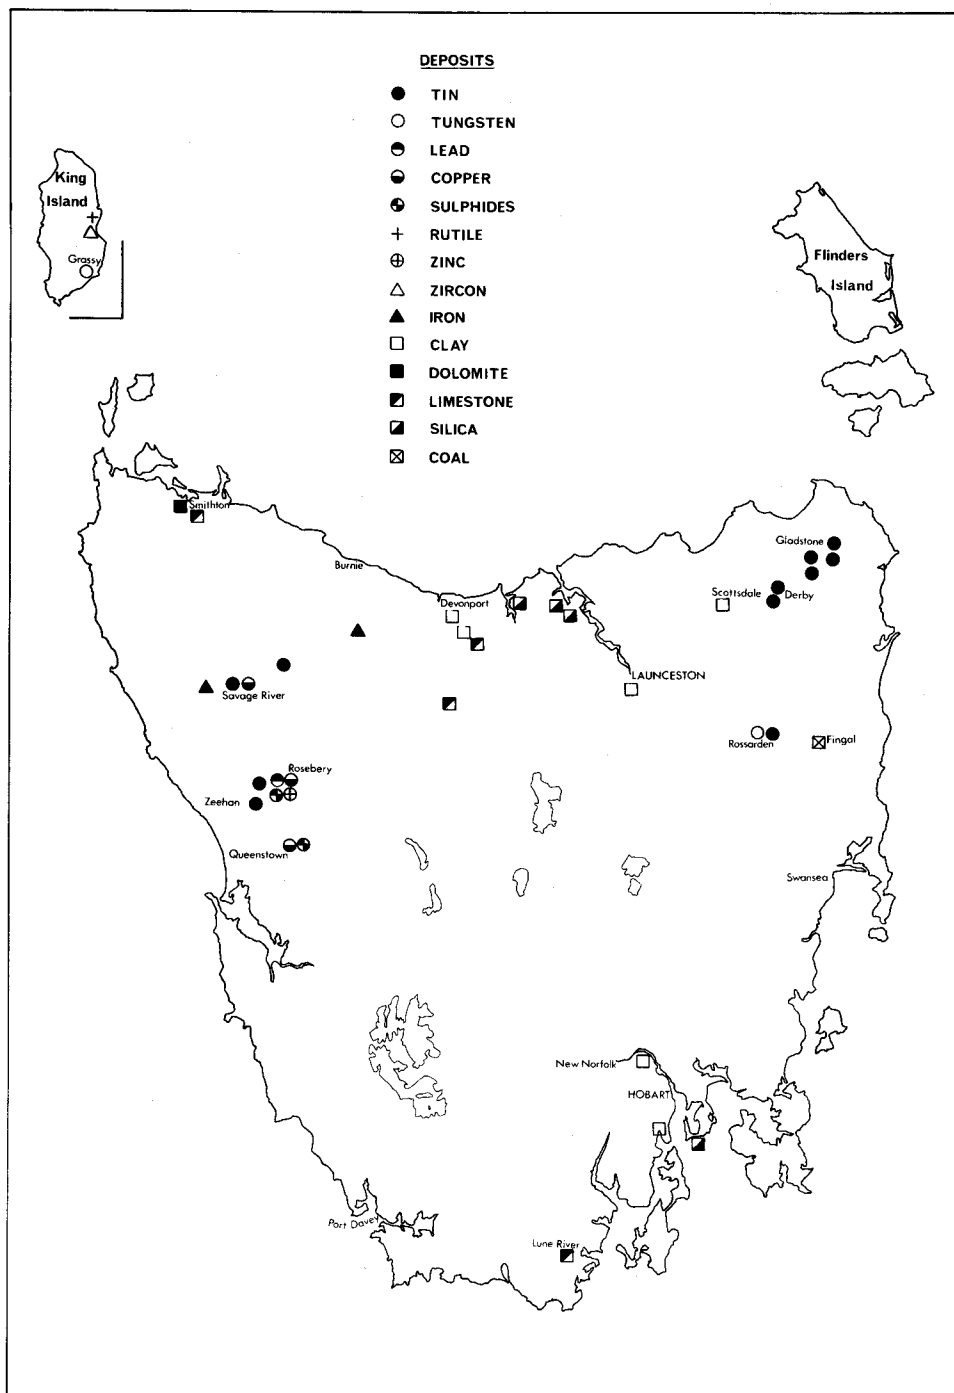 DEPOSITS
TIN
TUNGSTEN
LEAD
COPPER
SULPHIDES
RUTILE
ZINC
ZIRCON
IRON
CLAY
DOLOMITE
LIMESTONE
SILICA
COAL
King
Island
Grassy
Flinders
Island
Smithton
Burnie
Devonport
Gladstone
Scottsdale
Derby
LAUNCESTON
Savage River
Rossarden
Fingal
Rosebery
Zeehan
Queenstown
Swansea
New Norfolk
HOBART
Port Davey
Lune River